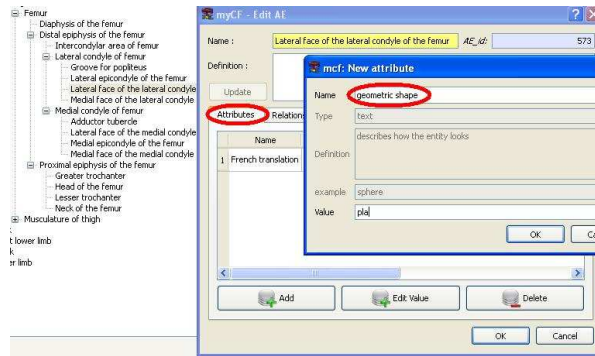 Femur
Diaphysis of the femur
Distal epiphysis of the femur
Intercondylar area of femur
Lateral condyle of femur
Groove for popliteus
Lateral epicondyle of the femur
Lateral face of the lateral condyle
Medial face of the lateral condyle
Medial condyle of femur
Adductor tubercle
Lateral face of the medial condyle
Medial epicondyle of the femur
Medial face of the medial condyle
Proximal epiphysis of the femur
Greater trochanter
Head of the femur
Lesser trochanter
Neck of the femur
Musculature of thigh
k
t lower limb
k
er limb
myCF - Edit AE
Name : Lateral face of the lateral condyle of the femur AE_id: 573
Definition :
Update
Attributes Relations
Name
1 French translation
Add Edit Value Delete
OK Cancel
mcf: New attribute
Name geometric shape
Type text
Definition describes how the entity looks
example sphere
Value pla
OK Ca